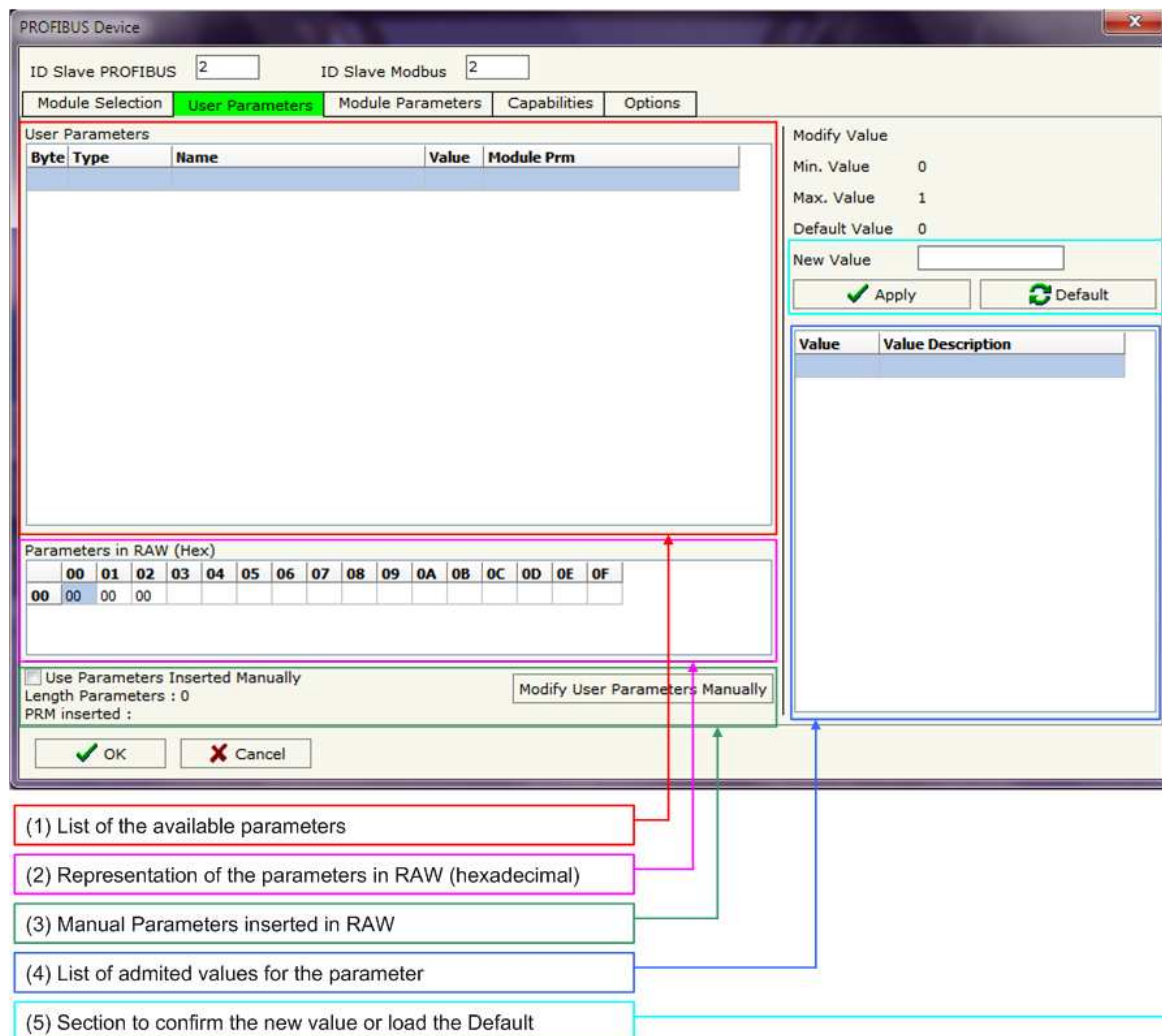 PROFIBUS Device
ID Slave PROFIBUS 2 ID Slave Modbus 2
Module Selection User Parameters Module Parameters Capabilities Options
User Parameters
Byte Type Name Value Module Prm
Modify Value
Min. Value 0
Max. Value 1
Default Value 0
New Value
Apply Default
Value Value Description
Parameters in RAW (Hex)
00 01 02 03 04 05 06 07 08 09 0A 0B 0C 0D 0E 0F
00 00 00 00
Use Parameters Inserted Manually
Length Parameters : 0
PRM inserted :
Modify User Parameters Manually
OK Cancel
(1) List of the available parameters
(2) Representation of the parameters in RAW (hexadecimal)
(3) Manual Parameters inserted in RAW
(4) List of admited values for the parameter
(5) Section to confirm the new value or load the Default